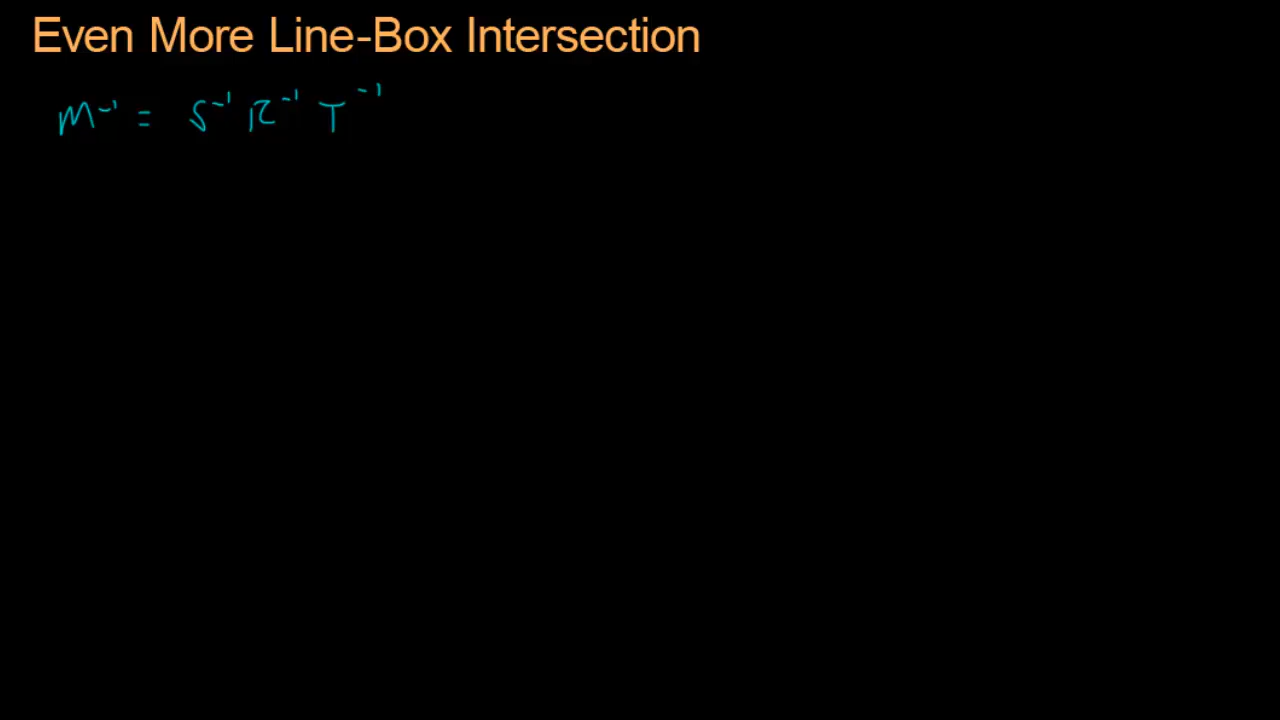 Even More Line-Box Intersection
M⁻¹ = S⁻¹ R⁻¹ T⁻¹